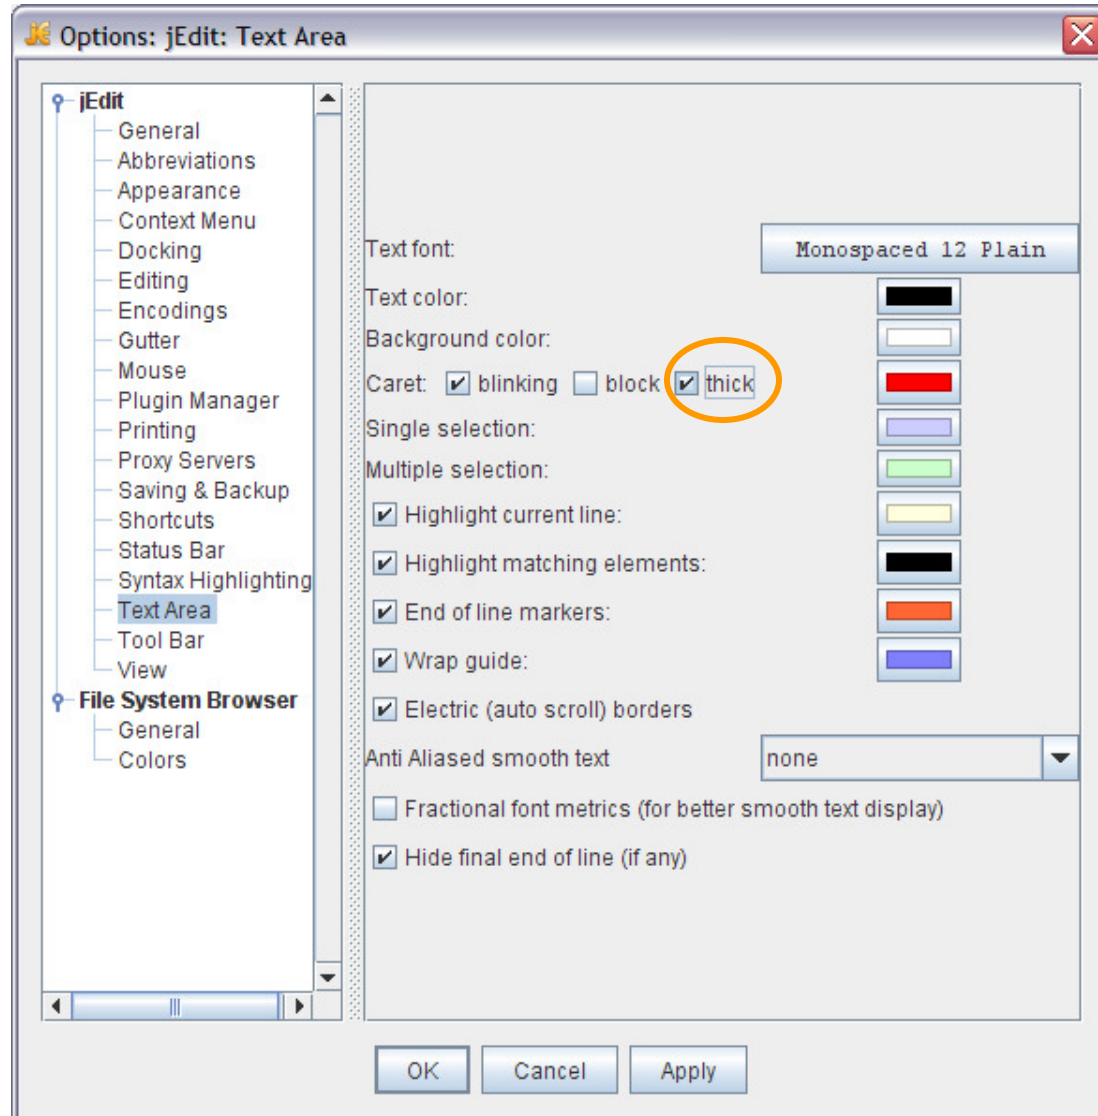 Options: jEdit: Text Area
jEdit
General
Abbreviations
Appearance
Context Menu
Docking
Editing
Encodings
Gutter
Mouse
Plugin Manager
Printing
Proxy Servers
Saving & Backup
Shortcuts
Status Bar
Syntax Highlighting
Text Area
Tool Bar
View
File System Browser
General
Colors
Text font: Monospaced 12 Plain
Text color:
Background color:
Caret: blinking block thick
Single selection:
Multiple selection:
Highlight current line:
Highlight matching elements:
End of line markers:
Wrap guide:
Electric (auto scroll) borders
Anti Aliased smooth text none
Fractional font metrics (for better smooth text display)
Hide final end of line (if any)
OK Cancel Apply